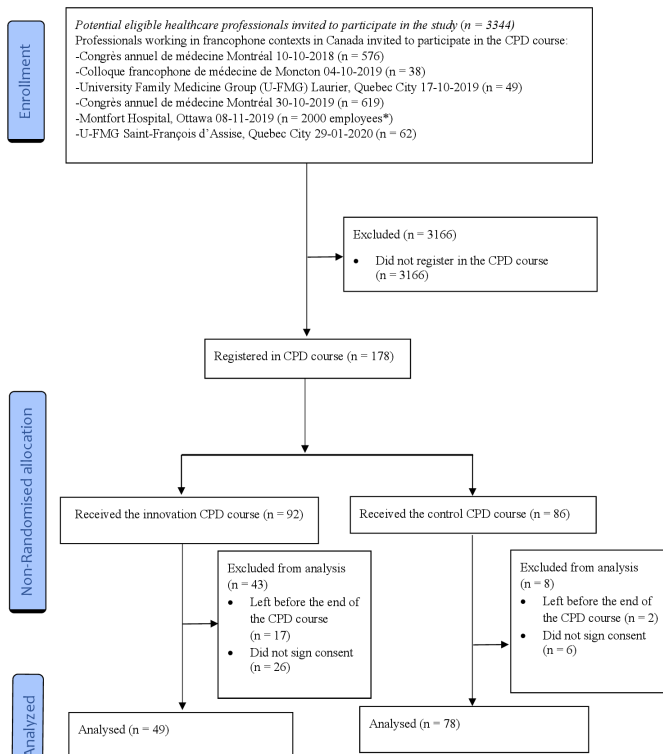 Enrollment
Potential eligible healthcare professionals invited to participate in the study (n = 3344)
Professionals working in francophone contexts in Canada invited to participate in the CPD course:
-Congrès annuel de médecine Montréal 10-10-2018 (n = 576)
-Colloque francophone de médecine de Moncton 04-10-2019 (n = 38)
-University Family Medicine Group (U-FMG) Laurier, Quebec City 17-10-2019 (n = 49)
-Congrès annuel de médecine Montréal 30-10-2019 (n = 619)
-Montfort Hospital, Ottawa 08-11-2019 (n = 2000 employees*)
-U-FMG Saint-François d'Assise, Quebec City 29-01-2020 (n = 62)
Excluded (n = 3166)
• Did not register in the CPD course
(n = 3166)
Registered in CPD course (n = 178)
Non-Randomised allocation
Received the innovation CPD course (n = 92)
Received the control CPD course (n = 86)
Excluded from analysis
(n = 43)
• Left before the end of
the CPD course
(n = 17)
• Did not sign consent
(n = 26)
Excluded from analysis
(n = 8)
• Left before the end of
the CPD course (n = 2)
• Did not sign consent
(n = 6)
Analyzed
Analysed (n = 49)
Analysed (n = 78)